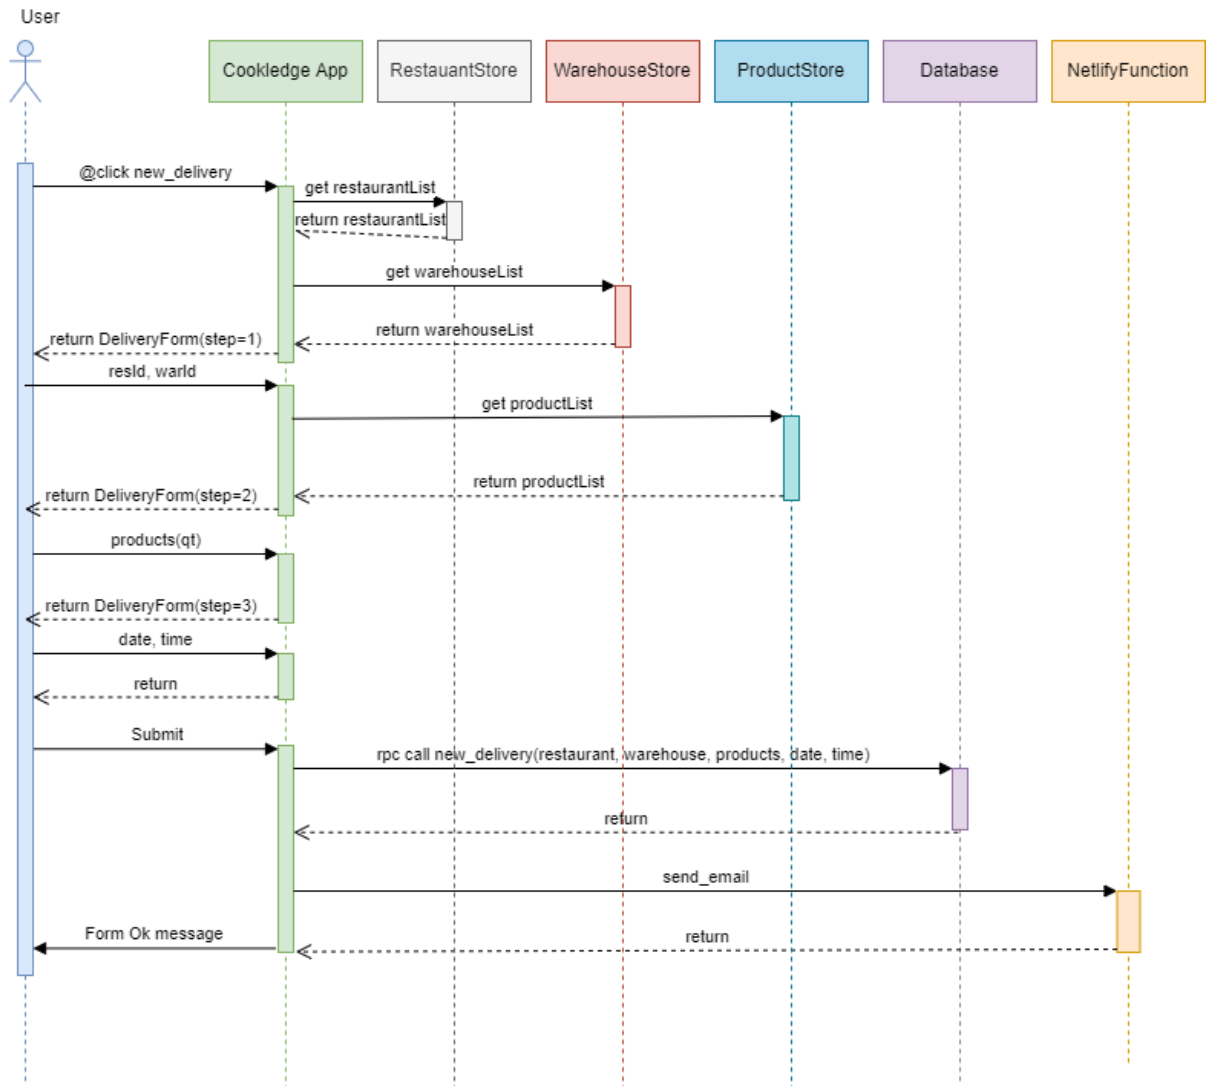 User
Cookledge App
RestauantStore
WarehouseStore
ProductStore
Database
NetlifyFunction
@click new_delivery
get restaurantList
return restaurantList
get warehouseList
return warehouseList
return DeliveryForm(step=1)
resId, warId
get productList
return productList
return DeliveryForm(step=2)
products(qt)
return DeliveryForm(step=3)
date, time
return
Submit
rpc call new_delivery(restaurant, warehouse, products, date, time)
return
send_email
Form Ok message
return